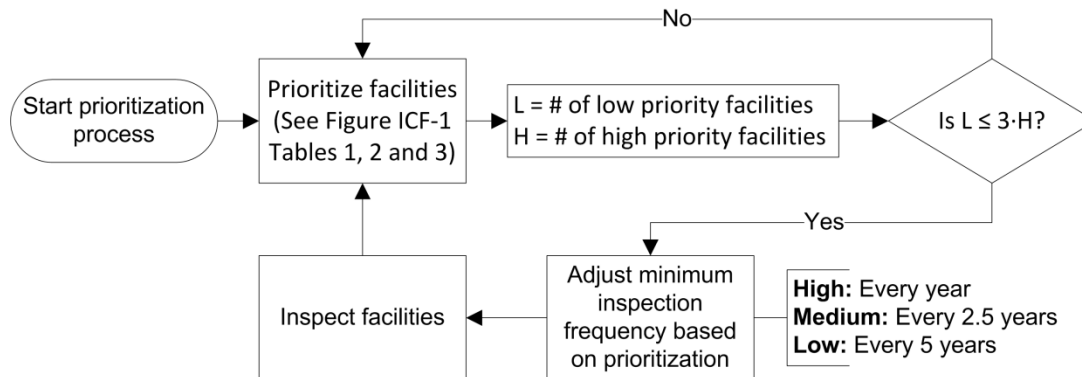 No
Start prioritization
process
Prioritize facilities
(See Figure ICF-1
Tables 1, 2 and 3)
L = # of low priority facilities
H = # of high priority facilities
Is L ≤ 3·H?
Yes
Inspect facilities
Adjust minimum
inspection
frequency based
on prioritization
High: Every year
Medium: Every 2.5 years
Low: Every 5 years